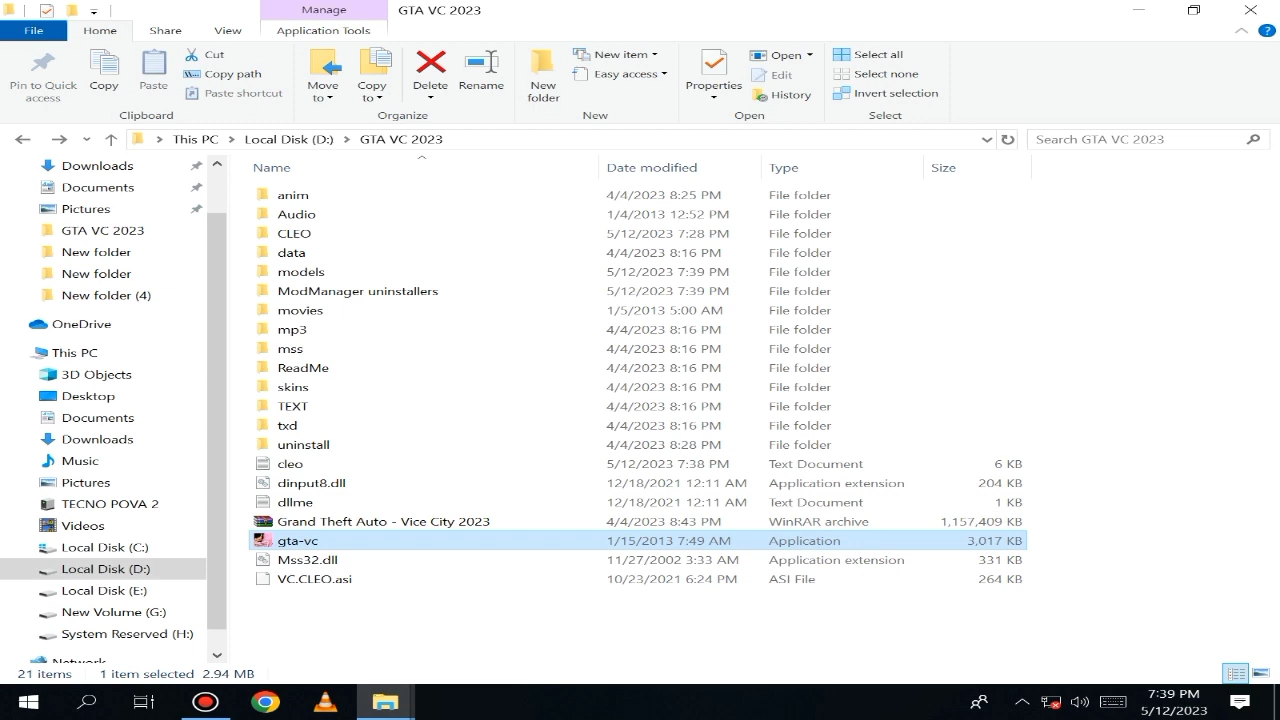 Manage
GTA VC 2023
File
Home
Share
View
Application Tools
Pin to Quick access
Copy
Paste
Cut
Copy path
Paste shortcut
Clipboard
Move to
Copy to
Delete
Rename
Organize
New folder
New item
Easy access
New
Properties
Open
Edit
History
Open
Select all
Select none
Invert selection
Select
This PC > Local Disk (D:) > GTA VC 2023
Search GTA VC 2023
Downloads
Documents
Pictures
GTA VC 2023
New folder
New folder
New folder (4)
OneDrive
This PC
3D Objects
Desktop
Documents
Downloads
Music
Pictures
TECNO POVA 2
Videos
Local Disk (C:)
Local Disk (D:)
Local Disk (E:)
New Volume (G:)
System Reserved (H:)
Network
Name Date modified Type Size
anim 4/4/2023 8:25 PM File folder
Audio 1/4/2013 12:52 PM File folder
CLEO 5/12/2023 7:28 PM File folder
data 4/4/2023 8:16 PM File folder
models 5/12/2023 7:39 PM File folder
ModManager uninstallers 5/12/2023 7:39 PM File folder
movies 1/5/2013 5:00 AM File folder
mp3 4/4/2023 8:16 PM File folder
mss 4/4/2023 8:16 PM File folder
ReadMe 4/4/2023 8:16 PM File folder
skins 4/4/2023 8:16 PM File folder
TEXT 4/4/2023 8:16 PM File folder
txd 4/4/2023 8:16 PM File folder
uninstall 4/4/2023 8:28 PM File folder
cleo 5/12/2023 7:38 PM Text Document 6 KB
dinput8.dll 12/18/2021 12:11 AM Application extension 204 KB
dllme 12/18/2021 12:11 AM Text Document 1 KB
Grand Theft Auto - Vice City 2023 4/4/2023 8:43 PM WinRAR archive 1,157,409 KB
gta-vc 1/15/2013 7:49 AM Application 3,017 KB
Mss32.dll 11/27/2002 3:33 AM Application extension 331 KB
VC.CLEO.asi 10/23/2021 6:24 PM ASI File 264 KB
21 items 1 item selected 2.94 MB
7:39 PM
5/12/2023